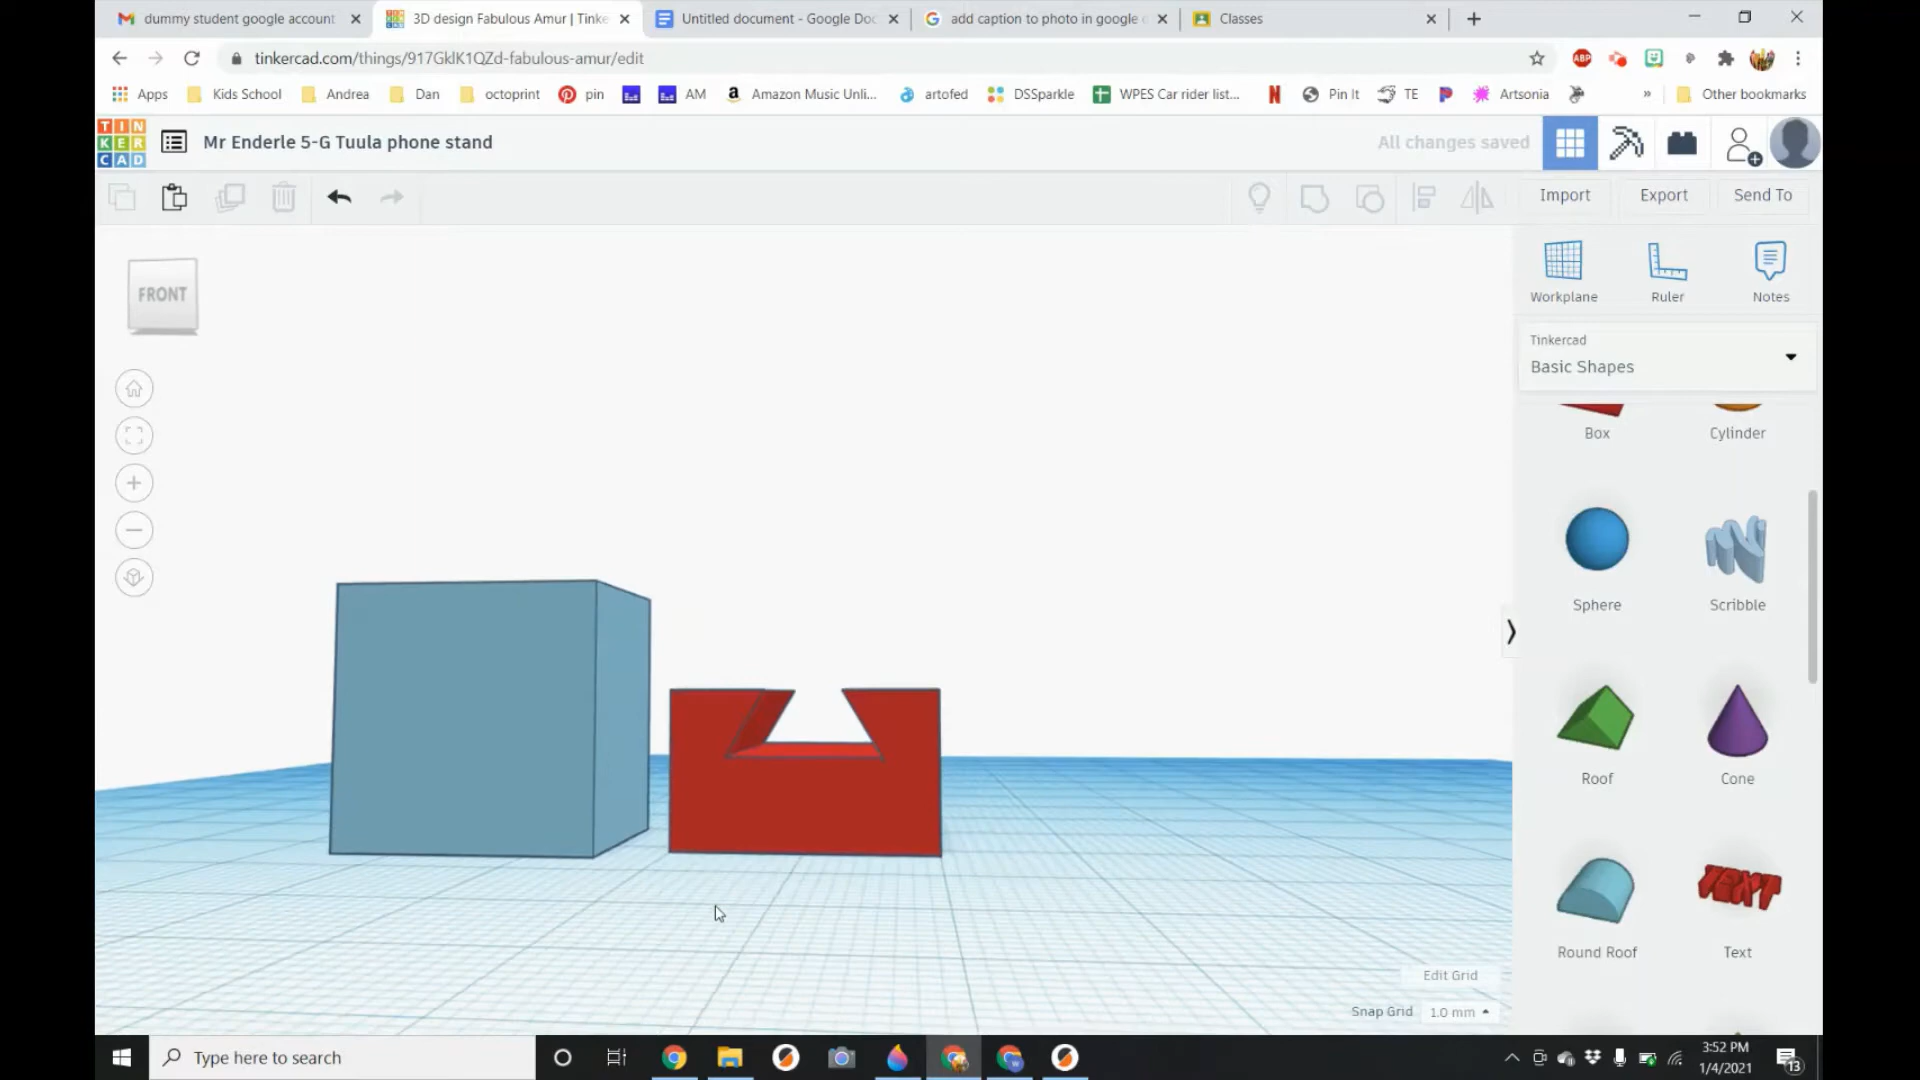 dummy student google account
3D design Fabulous Amur | Tinke
Untitled document - Google Doc
add caption to photo in google
Classes
tinkercad.com/things/917GkIK1QZd-fabulous-amur/edit
ABP
Apps
Kids School
Andrea
Dan
octoprint
pin
AM
Amazon Music Unli...
artofed
DSSparkle
WPES Car rider list...
Pin It
TE
Artsonia
»
Other bookmarks
TIN
KER
CAD
Mr Enderle 5-G Tuula phone stand
All changes saved
Import
Export
Send To
FRONT
Workplane
Ruler
Notes
Tinkercad
Basic Shapes
Box
Cylinder
Sphere
Scribble
Roof
Cone
TEXT
Round Roof
Text
Edit Grid
Snap Grid
1.0 mm
Type here to search
3:52 PM
1/4/2021
13